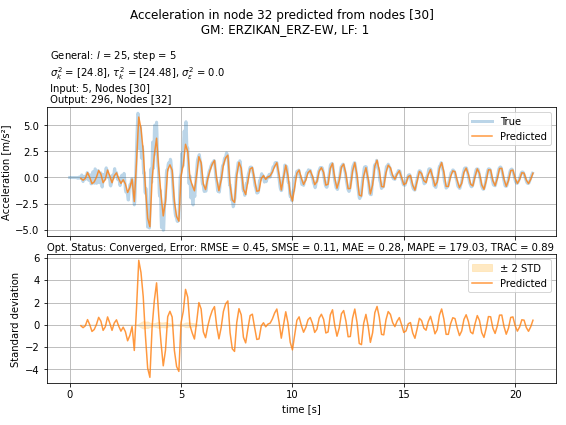 Acceleration in node 32 predicted from nodes [30]
GM: ERZIKAN_ERZ-EW, LF: 1
General: l = 25, step = 5
σ²ₖ = [24.8], τ²ₖ = [24.48], σ²ε = 0.0
Input: 5, Nodes [30]
Output: 296, Nodes [32]
Acceleration [m/s²]
5.0
2.5
0.0
−2.5
−5.0
True
Predicted
Opt. Status: Converged, Error: RMSE = 0.45, SMSE = 0.11, MAE = 0.28, MAPE = 179.03, TRAC = 0.89
Standard deviation
6
4
2
0
−2
−4
± 2 STD
Predicted
0
5
10
15
20
time [s]